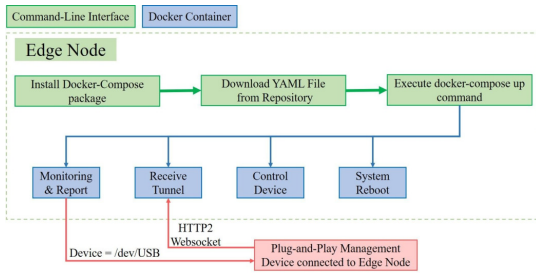 Command-Line Interface
Docker Container
Edge Node
Install Docker-Compose
package
Download YAML File
from Repository
Execute docker-compose up
command
Monitoring
& Report
Receive
Tunnel
Control
Device
System
Reboot
HTTP2
Websocket
Device = /dev/USB
Plug-and-Play Management
Device connected to Edge Node